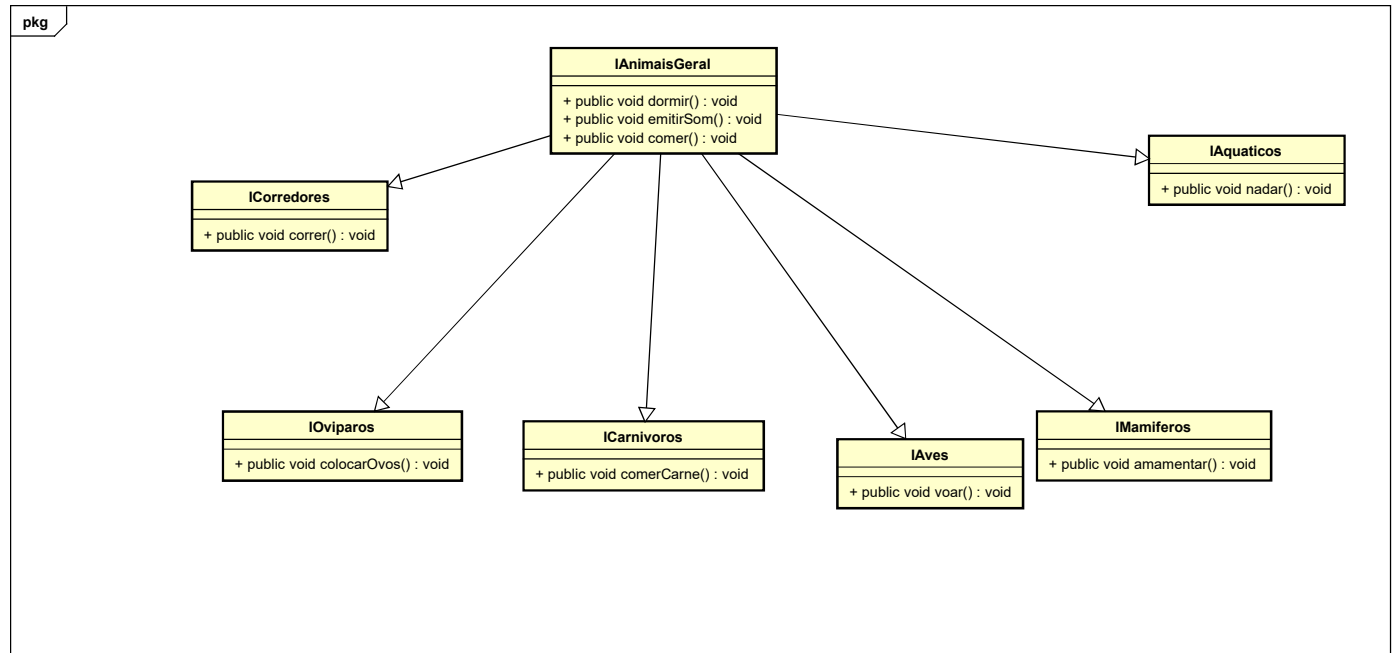 pkg
IAnimaisGeral
+ public void dormir() : void
+ public void emitirSom() : void
+ public void comer() : void
IAquaticos
+ public void nadar() : void
ICorredores
+ public void correr() : void
IOviparos
+ public void colocarOvos() : void
ICarnivoros
+ public void comerCarne() : void
IAves
+ public void voar() : void
IMamiferos
+ public void amamentar() : void